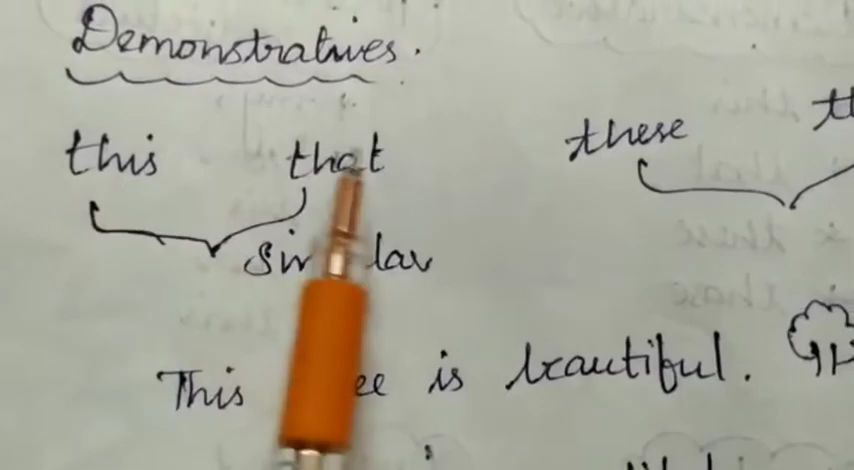 Demonstratives.
this that these
This is beautiful.